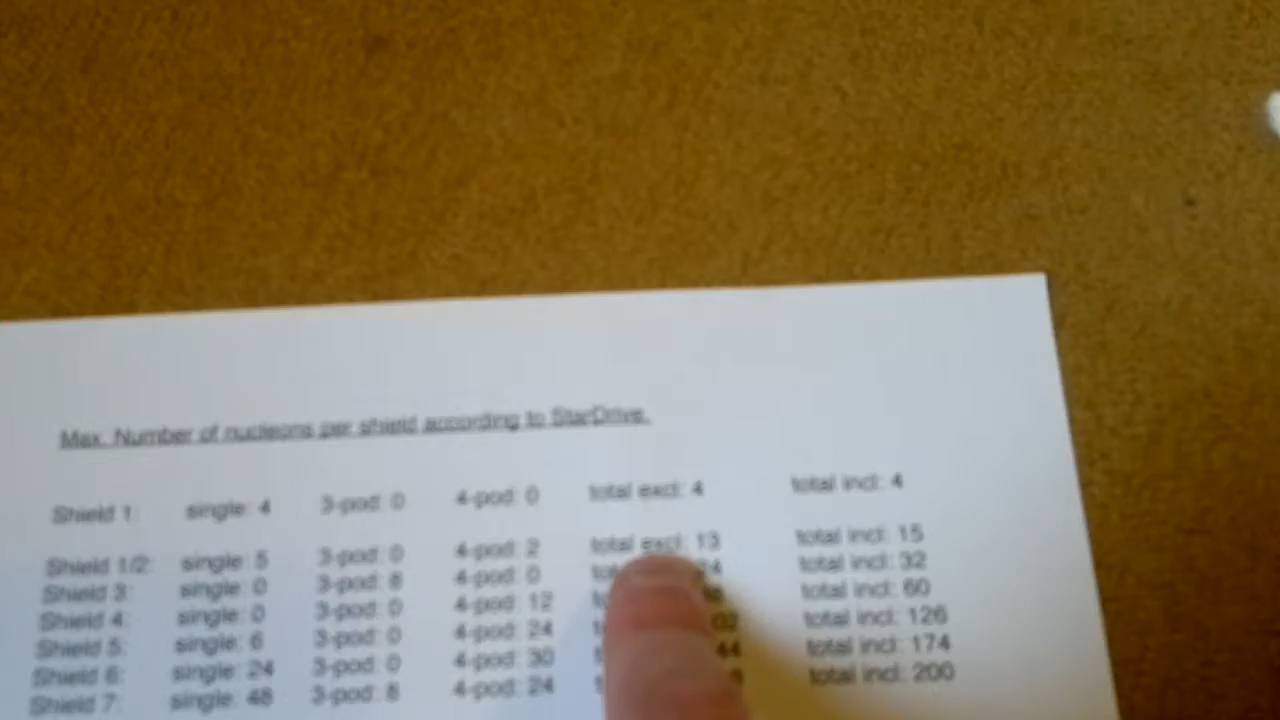 Max. Number of nucleons per shield according to StarDrive.
Shield 1: single: 4 3-pod: 0 4-pod: 0 total excl: 4 total incl: 4
Shield 1/2: single: 5 3-pod: 0 4-pod: 2 total excl: 13 total incl: 15
Shield 3: single: 0 3-pod: 8 4-pod: 0 total incl: 32
Shield 4: single: 0 3-pod: 0 4-pod: 12 total incl: 60
Shield 5: single: 6 3-pod: 0 4-pod: 24 total incl: 126
Shield 6: single: 24 3-pod: 0 4-pod: 30 total incl: 174
Shield 7: single: 48 3-pod: 8 4-pod: 24 total incl: 200